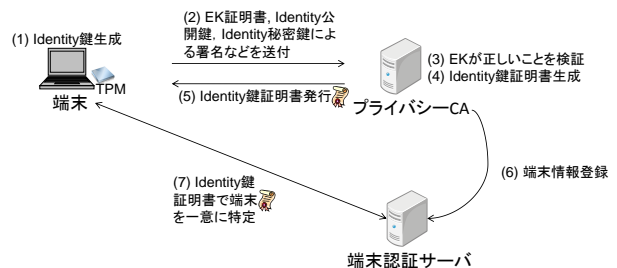 (1) Identity鍵生成
(2) EK証明書, Identity公
開鍵, Identity秘密鍵によ
る署名などを送付
(3) EKが正しいことを検証
(4) Identity鍵証明書生成
TPM
端末
(5) Identity鍵証明書発行
プライバシーCA
(6) 端末情報登録
(7) Identity鍵
証明書で端末
を一意に特定
端末認証サーバ